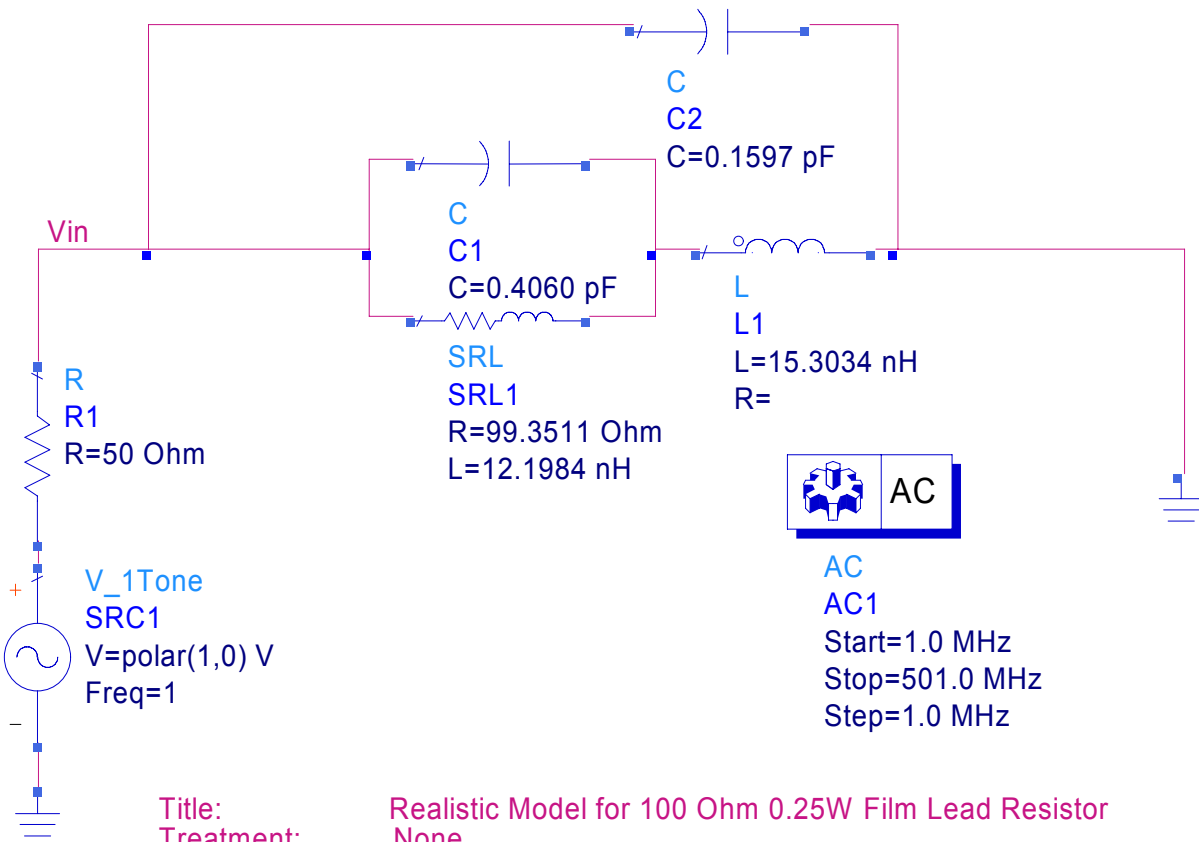 C
C2
C=0.1597 pF
C
C1
C=0.4060 pF
Vin
L
L1
L=15.3034 nH
R=
SRL
SRL1
R=99.3511 Ohm
L=12.1984 nH
R
R1
R=50 Ohm
AC
AC
AC1
Start=1.0 MHz
Stop=501.0 MHz
Step=1.0 MHz
+
V_1Tone
SRC1
V=polar(1,0) V
Freq=1
−
Title: Realistic Model for 100 Ohm 0.25W Film Lead Resistor
Treatment: None